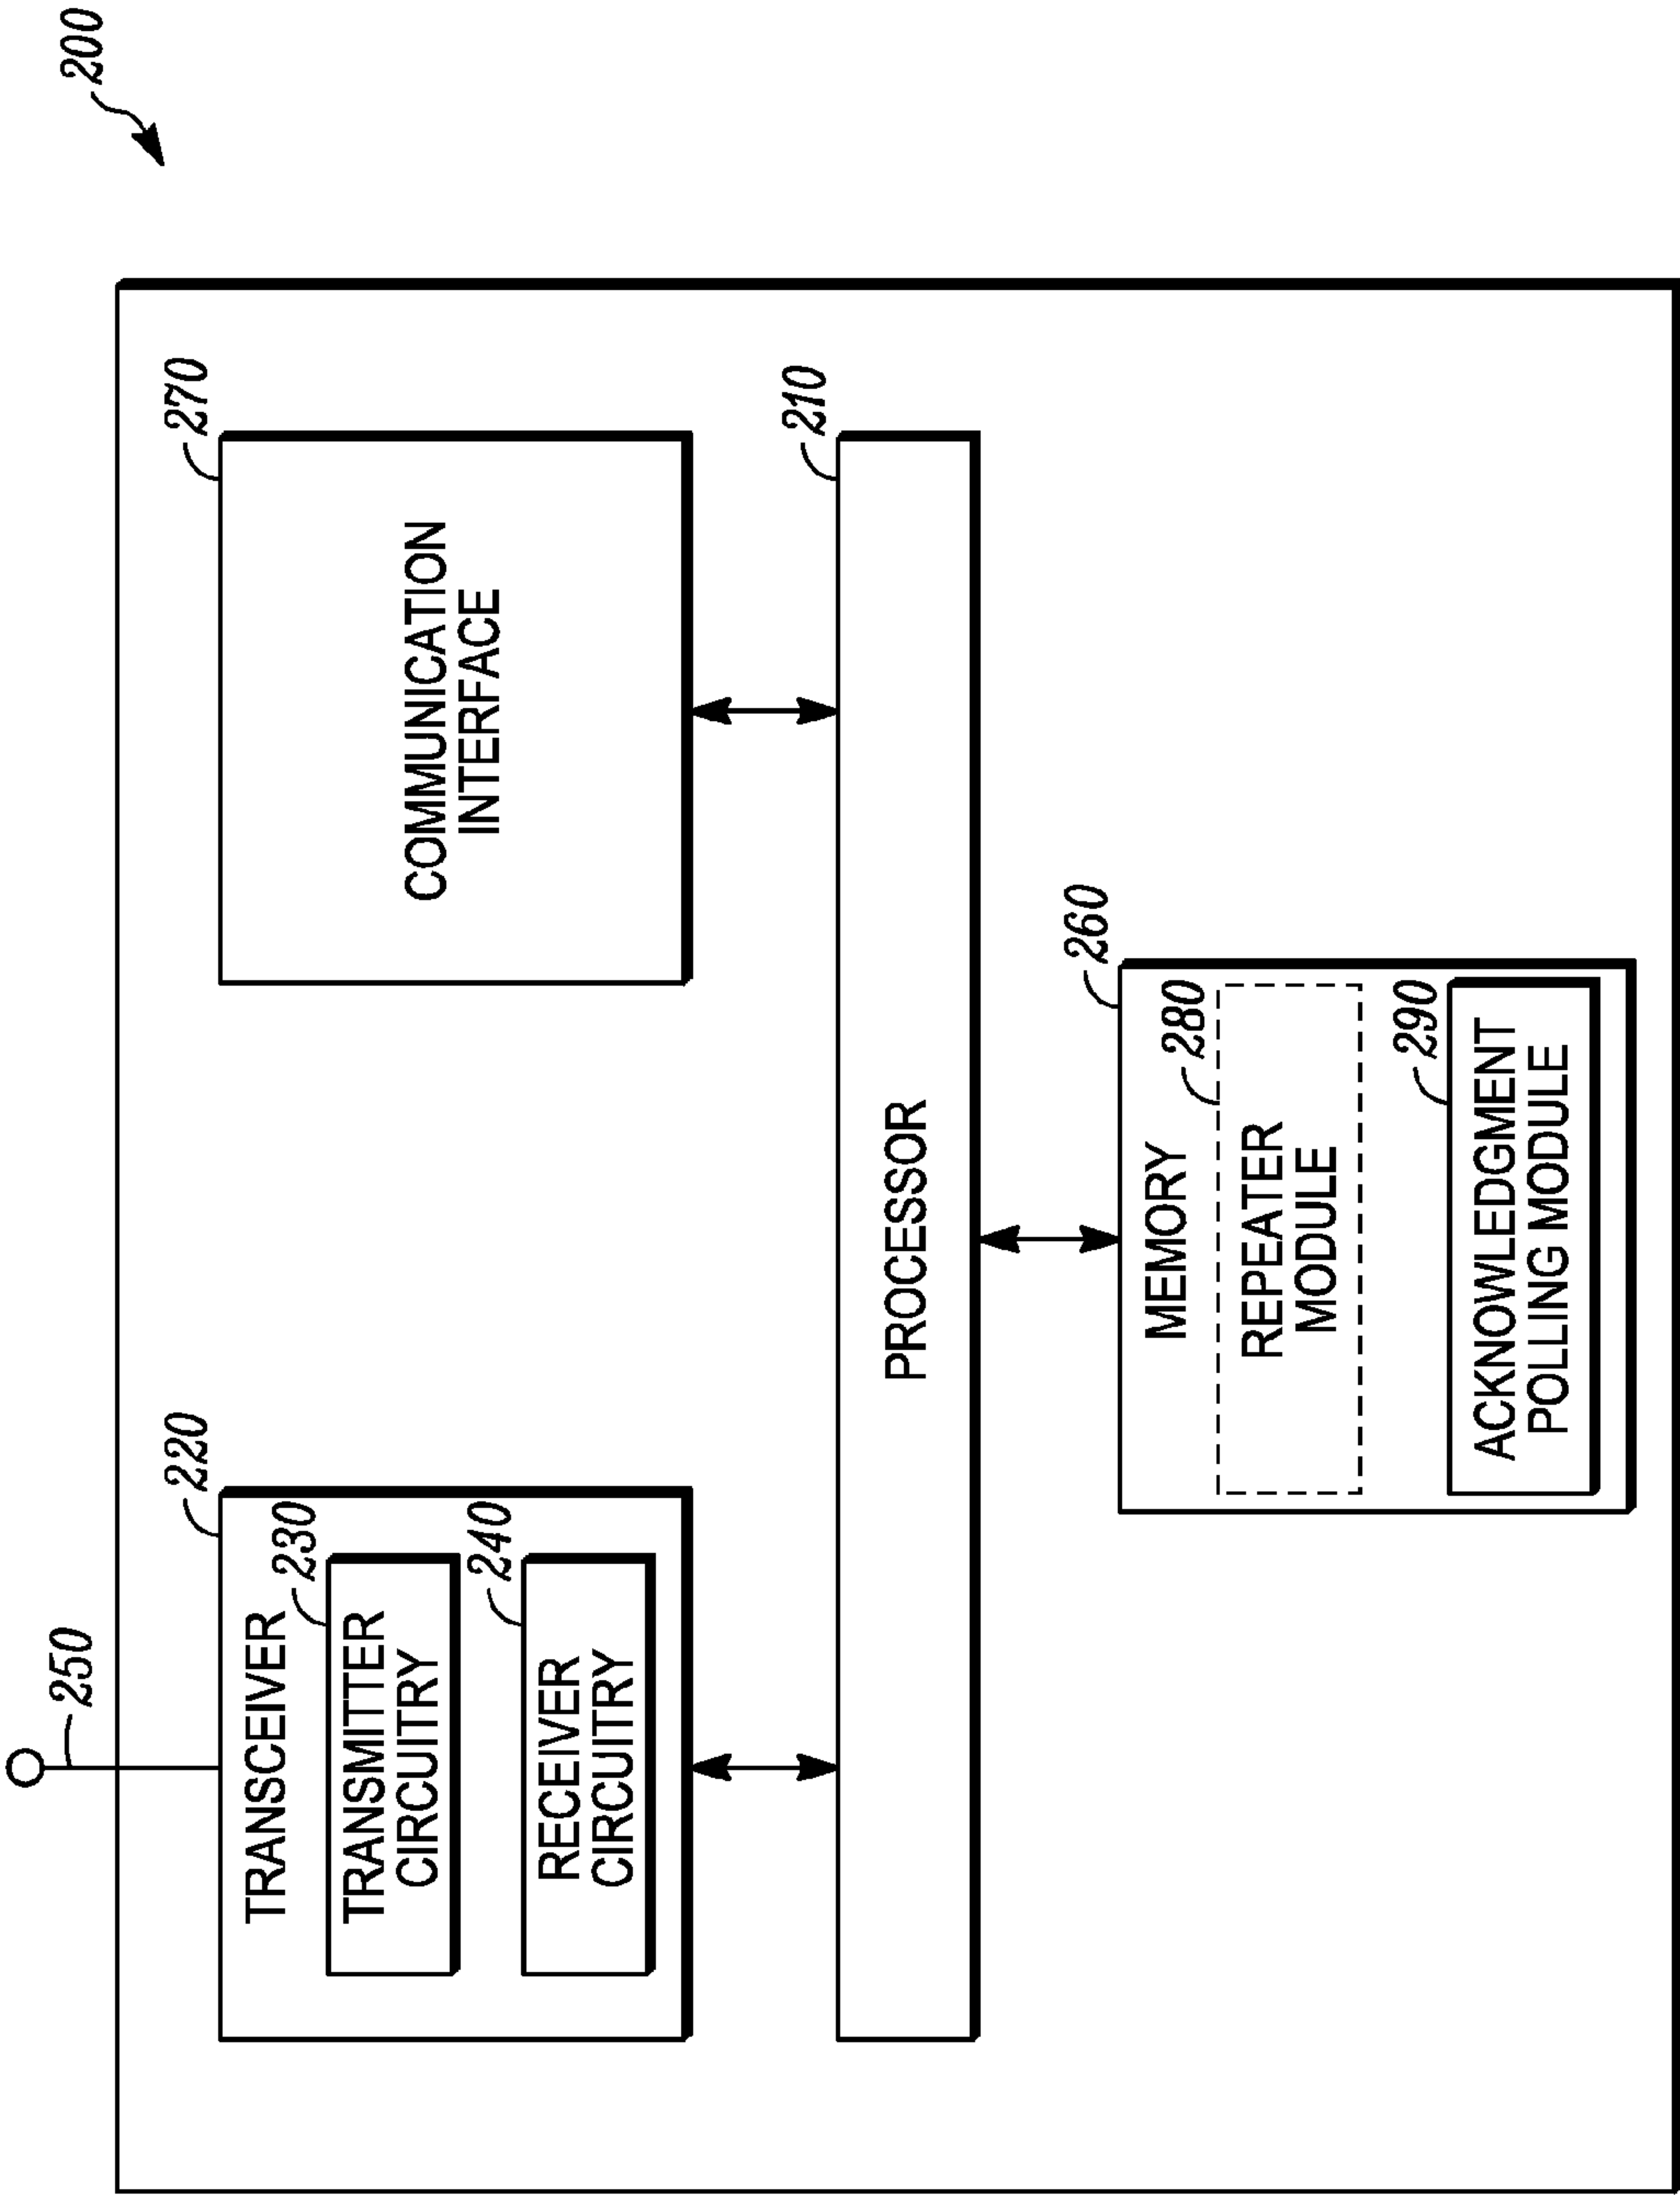 200
250
220
TRANSCEIVER
230
TRANSMITTER
CIRCUITRY
240
RECEIVER
CIRCUITRY
270
COMMUNICATION
INTERFACE
210
PROCESSOR
260
MEMORY
280
REPEATER
MODULE
290
ACKNOWLEDGMENT
POLLING MODULE